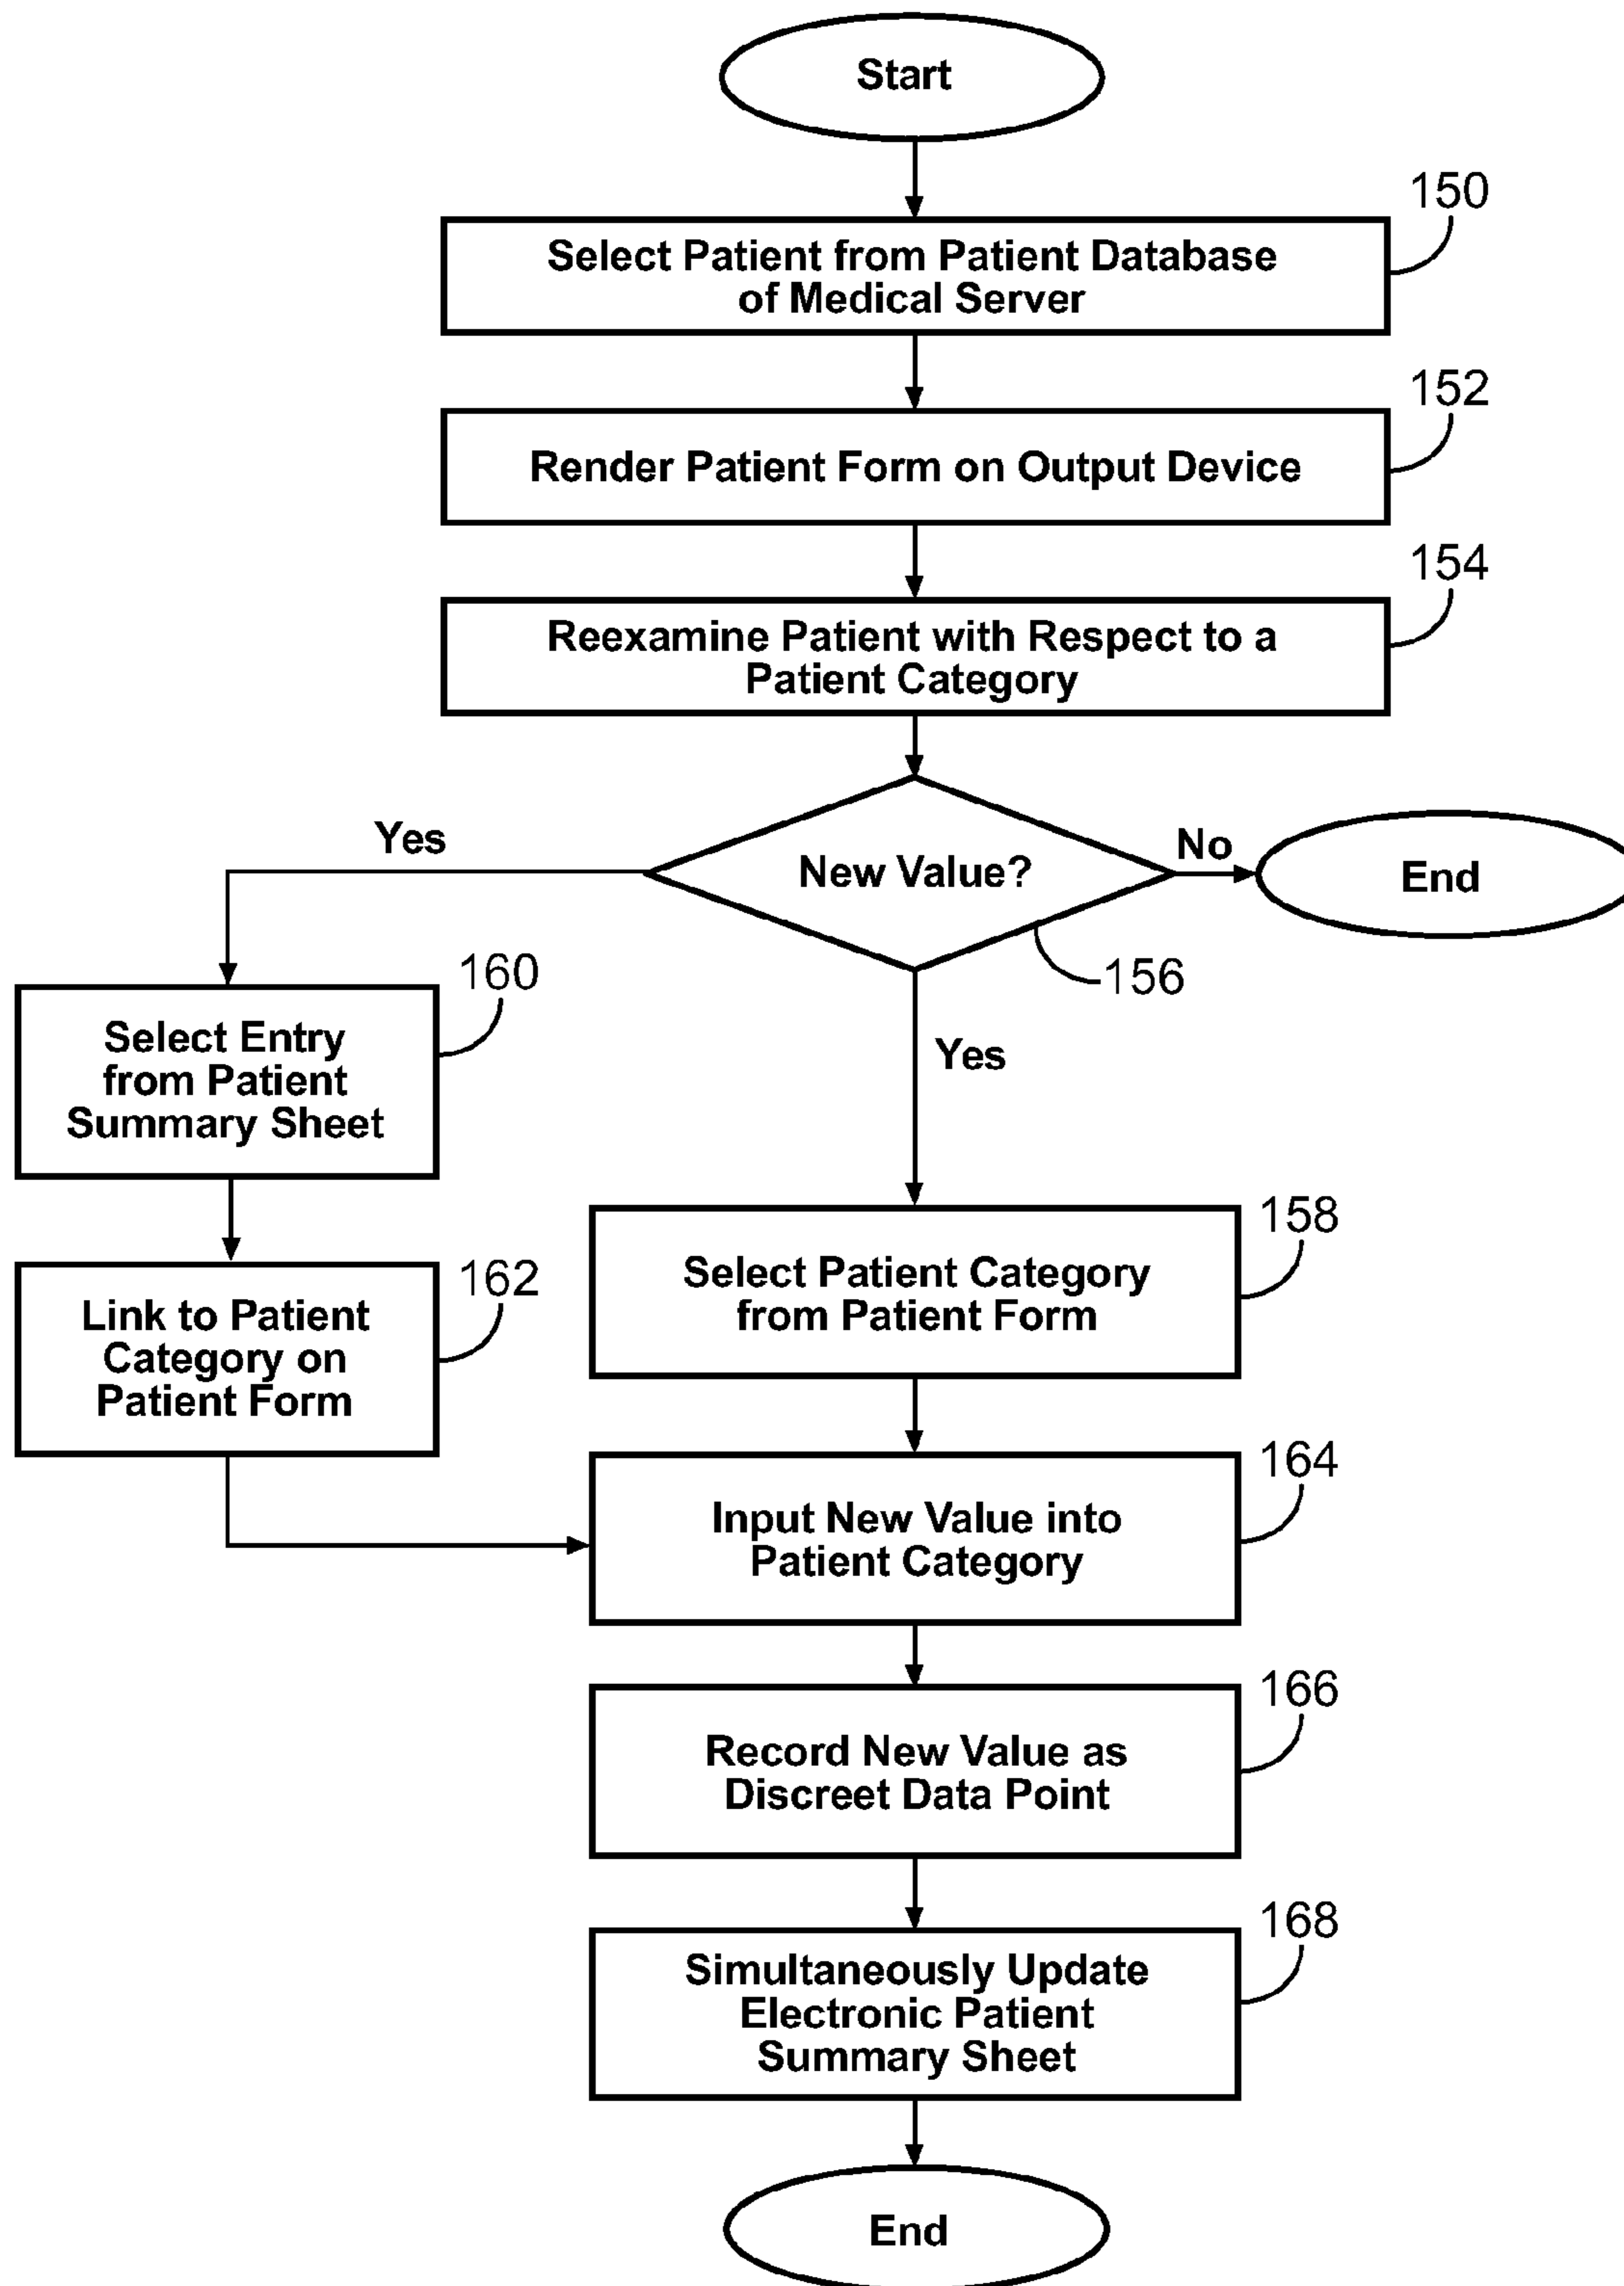 Start
150
Select Patient from Patient Database
of Medical Server
152
Render Patient Form on Output Device
154
Reexamine Patient with Respect to a
Patient Category
Yes
New Value?
No
End
156
160
Select Entry
from Patient
Summary Sheet
Yes
158
Select Patient Category
from Patient Form
162
Link to Patient
Category on
Patient Form
164
Input New Value into
Patient Category
166
Record New Value as
Discreet Data Point
168
Simultaneously Update
Electronic Patient
Summary Sheet
End